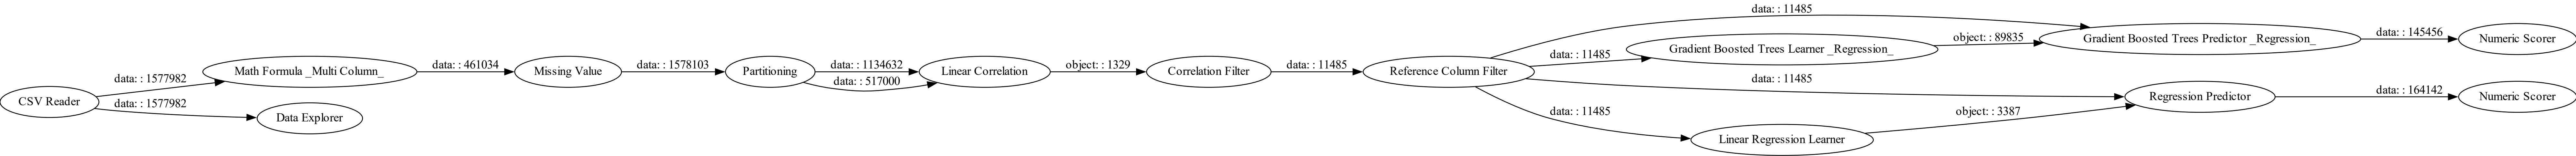 CSV Reader
data: : 1577982
data: : 1577982
Math Formula _Multi Column_
Data Explorer
data: : 461034
Missing Value
data: : 1578103
Partitioning
data: : 1134632
data: : 517000
Linear Correlation
object: : 1329
Correlation Filter
data: : 11485
Reference Column Filter
data: : 11485
data: : 11485
data: : 11485
data: : 11485
Gradient Boosted Trees Learner _Regression_
object: : 89835
Gradient Boosted Trees Predictor _Regression_
data: : 145456
Numeric Scorer
Linear Regression Learner
object: : 3387
Regression Predictor
data: : 164142
Numeric Scorer